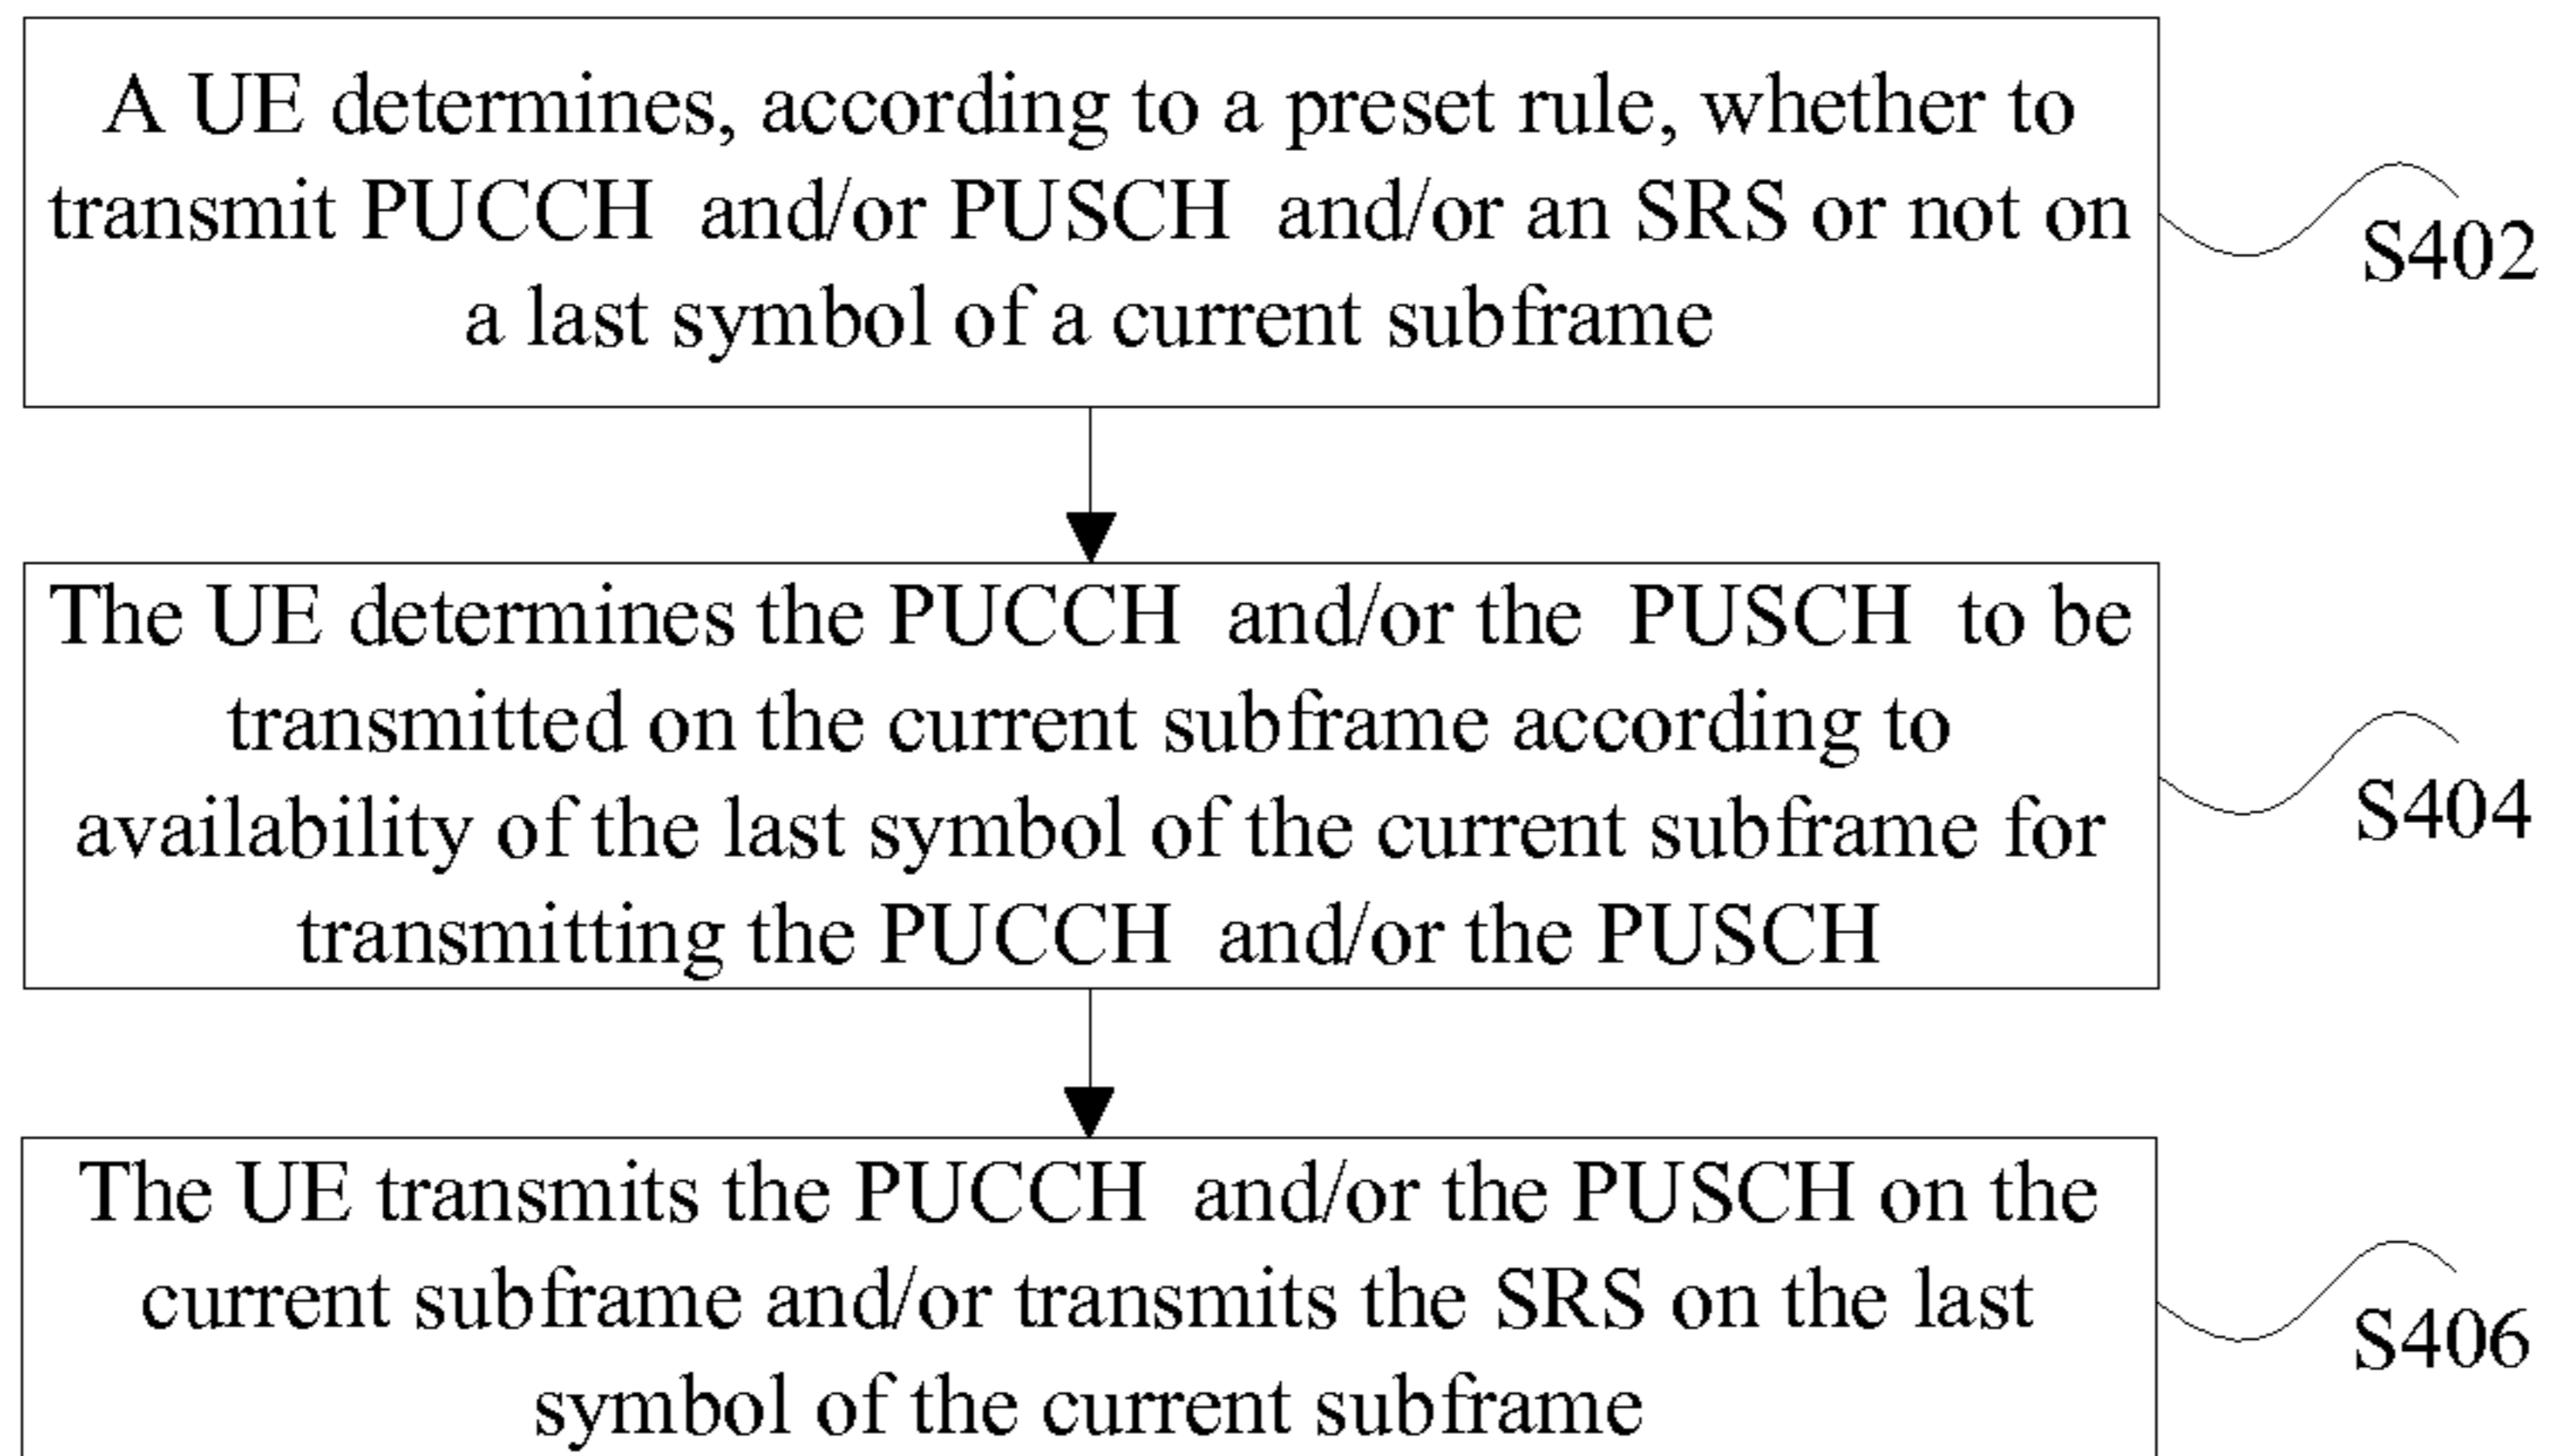 A UE determines, according to a preset rule, whether to
transmit PUCCH and/or PUSCH and/or an SRS or not on
a last symbol of a current subframe
S402
The UE determines the PUCCH and/or the PUSCH to be
transmitted on the current subframe according to
availability of the last symbol of the current subframe for
transmitting the PUCCH and/or the PUSCH
S404
The UE transmits the PUCCH and/or the PUSCH on the
current subframe and/or transmits the SRS on the last
symbol of the current subframe
S406